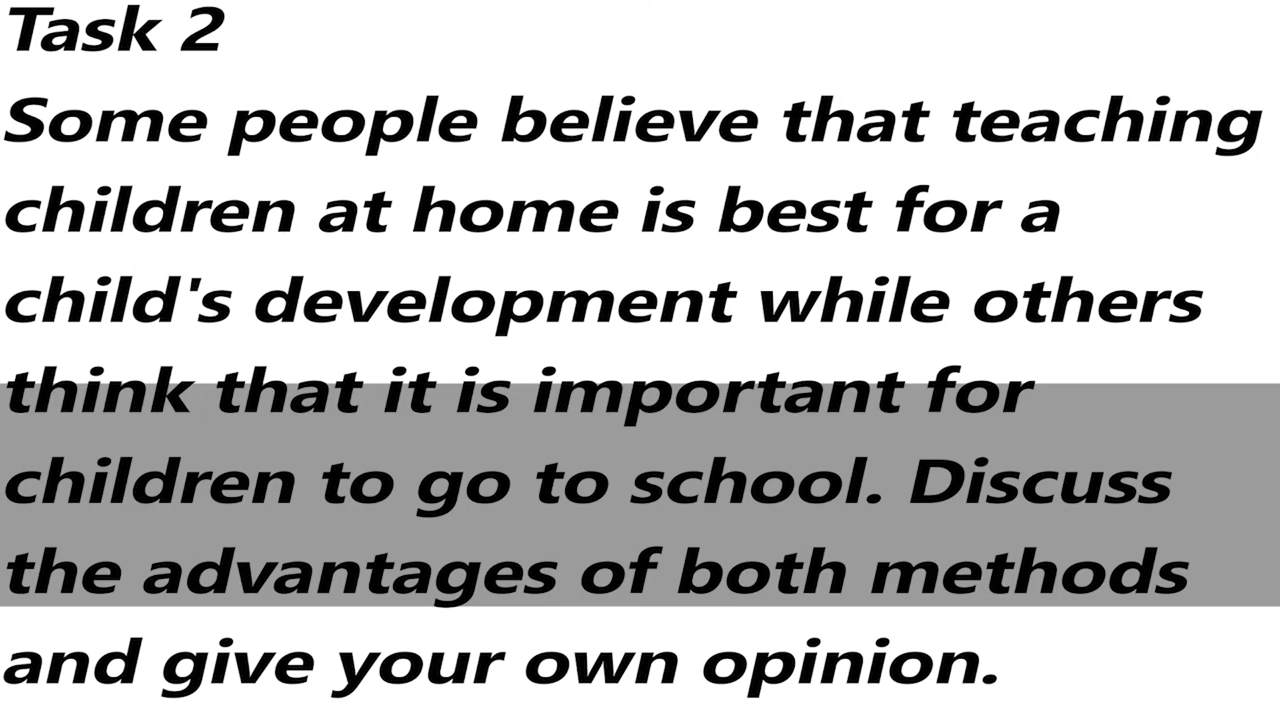 Task 2
Some people believe that teaching
children at home is best for a
child's development while others
think that it is important for
children to go to school. Discuss
the advantages of both methods
and give your own opinion.